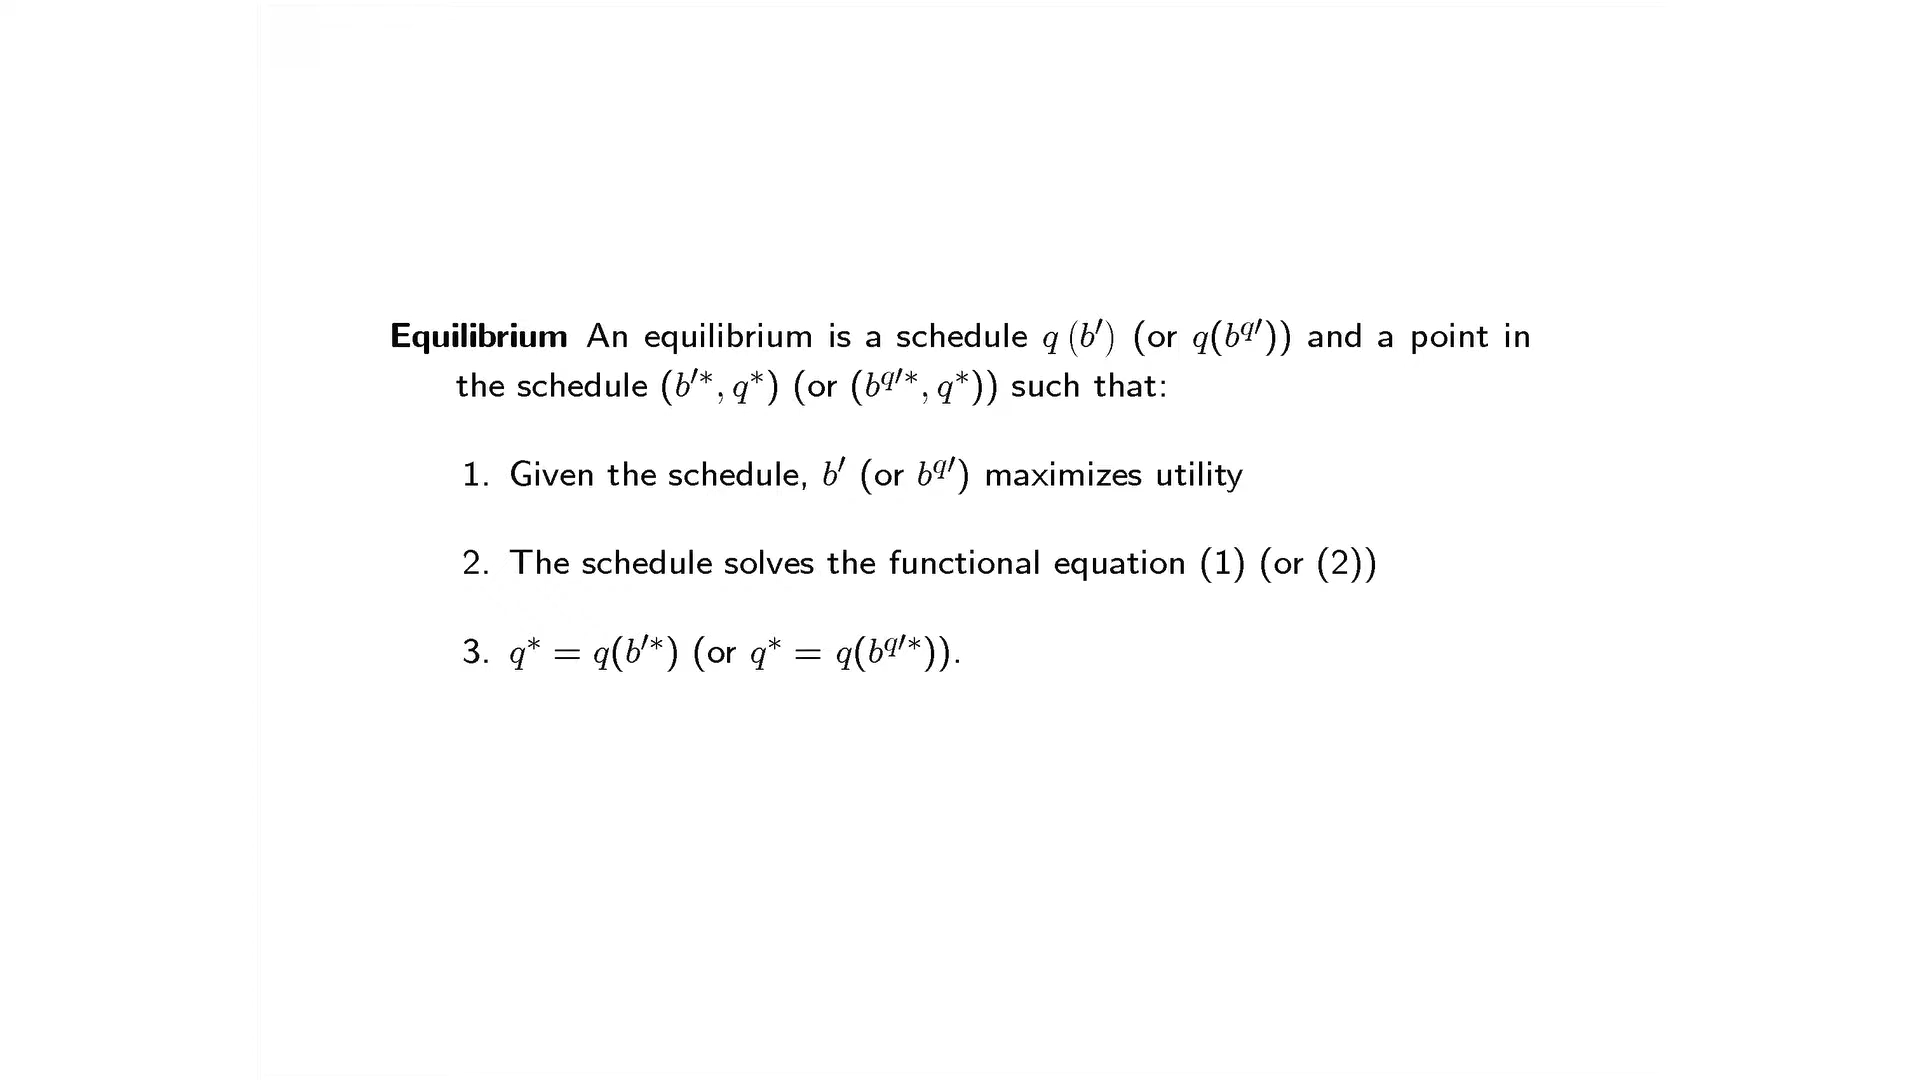 Equilibrium An equilibrium is a schedule q (b′) (or q(b^{q′})) and a point in
the schedule (b′*, q*) (or (b^{q′*}, q*)) such that:
1. Given the schedule, b′ (or b^{q′}) maximizes utility
2. The schedule solves the functional equation (1) (or (2))
3. q* = q(b′*) (or q* = q(b^{q′*})).